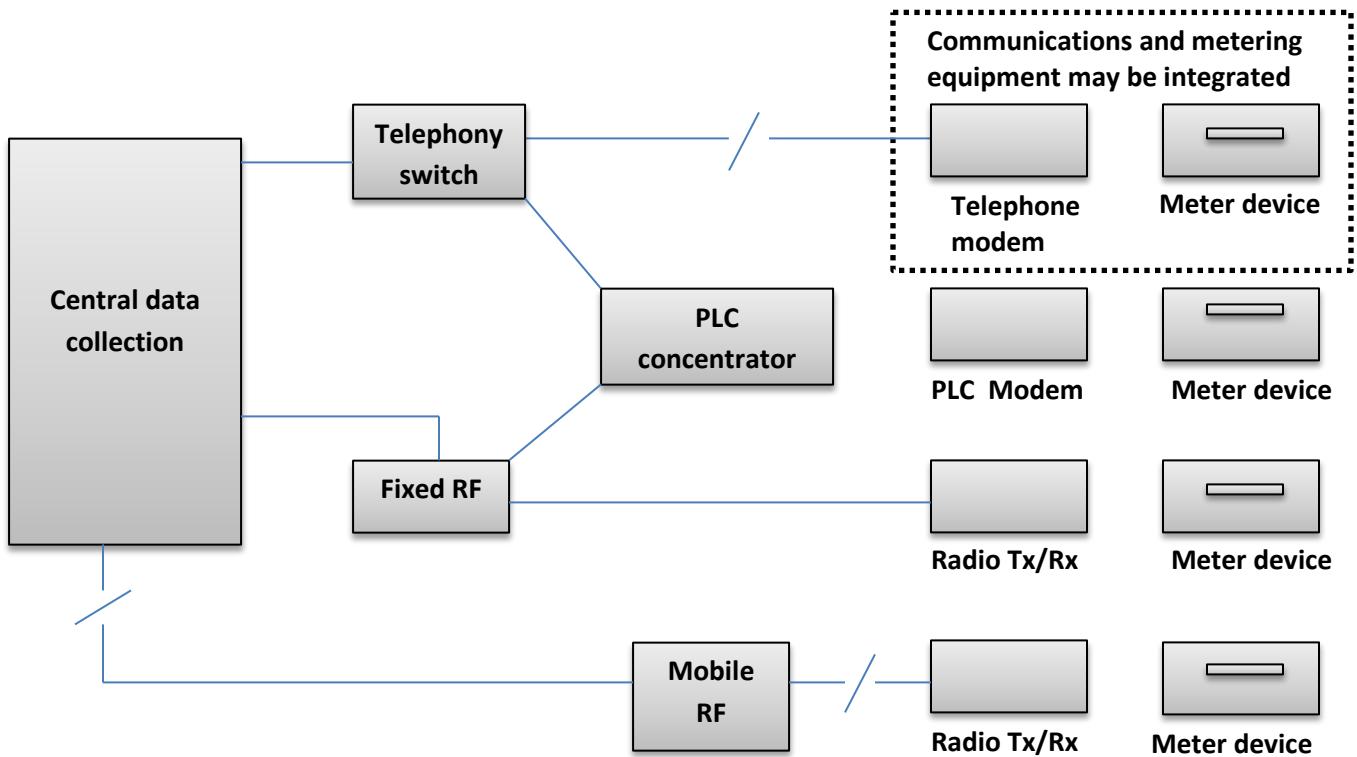 Communications and metering
equipment may be integrated
Telephony
switch
Telephone
modem
Meter device
Central data
collection
PLC
concentrator
PLC  Modem
Meter device
Fixed RF
Radio Tx/Rx
Meter device
Mobile
RF
Radio Tx/Rx
Meter device